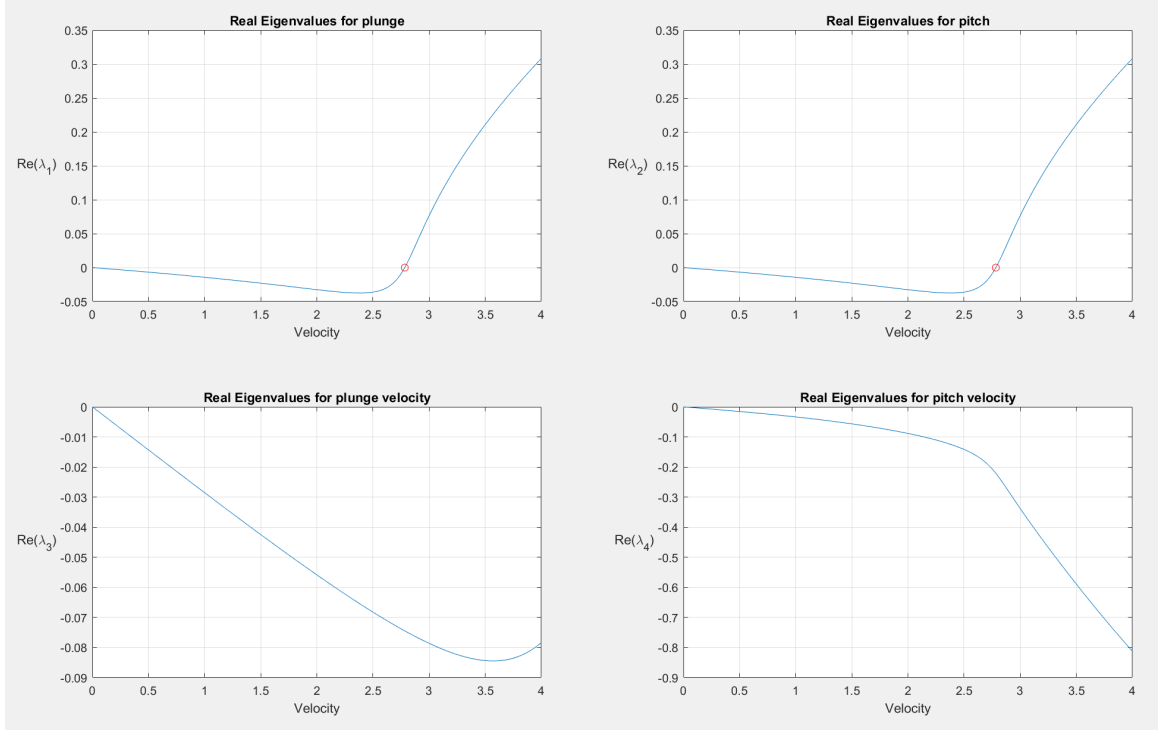 Real Eigenvalues for plunge
0.35
0.3
0.25
0.2
0.15
0.1
0.05
0
-0.05
Re(λ₁)
0 0.5 1 1.5 2 2.5 3 3.5 4
Velocity
Real Eigenvalues for pitch
0.35
0.3
0.25
0.2
0.15
0.1
0.05
0
-0.05
Re(λ₂)
0 0.5 1 1.5 2 2.5 3 3.5 4
Velocity
Real Eigenvalues for plunge velocity
0
-0.01
-0.02
-0.03
-0.04
-0.05
-0.06
-0.07
-0.08
-0.09
Re(λ₃)
0 0.5 1 1.5 2 2.5 3 3.5 4
Velocity
Real Eigenvalues for pitch velocity
0
-0.1
-0.2
-0.3
-0.4
-0.5
-0.6
-0.7
-0.8
-0.9
Re(λ₄)
0 0.5 1 1.5 2 2.5 3 3.5 4
Velocity